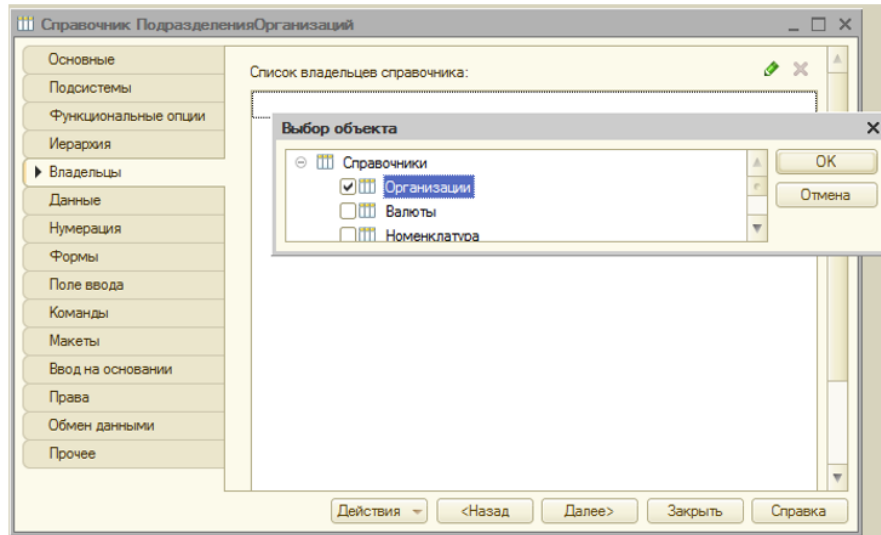 Справочник ПодразделенияОрганизаций
Основные
Подсистемы
Функциональные опции
Иерархия
Владельцы
Данные
Нумерация
Формы
Поле ввода
Команды
Макеты
Ввод на основании
Права
Обмен данными
Прочее
Список владельцев справочника:
Выбор объекта
Справочники
Организации
Валюты
Номенклатура
OK
Отмена
Действия
<Назад
Далее>
Закрыть
Справка